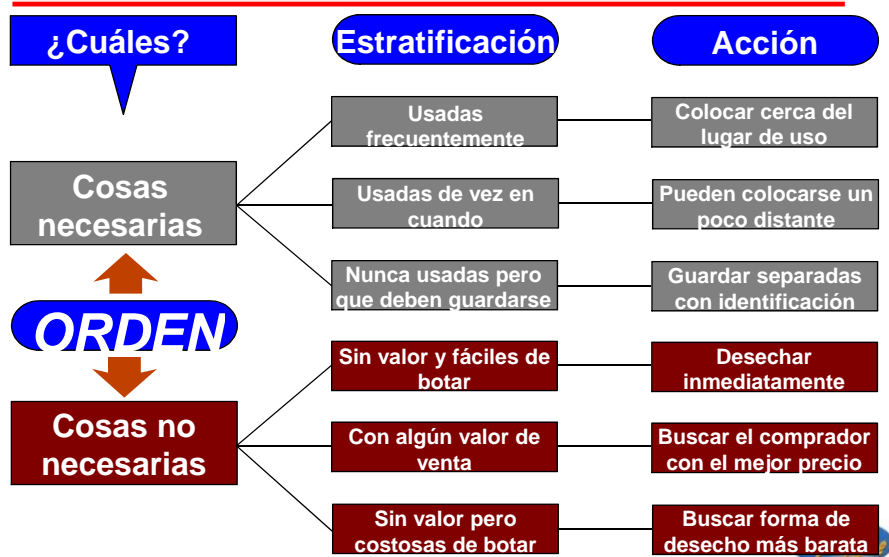 ¿Cuáles?
Estratificación
Acción
Usadas
frecuentemente
Colocar cerca del
lugar de uso
Cosas
necesarias
Usadas de vez en
cuando
Pueden colocarse un
poco distante
Nunca usadas pero
que deben guardarse
Guardar separadas
con identificación
ORDEN
Sin valor y fáciles de
botar
Desechar
inmediatamente
Cosas no
necesarias
Con algún valor de
venta
Buscar el comprador
con el mejor precio
Sin valor pero
costosas de botar
Buscar forma de
desecho más barata